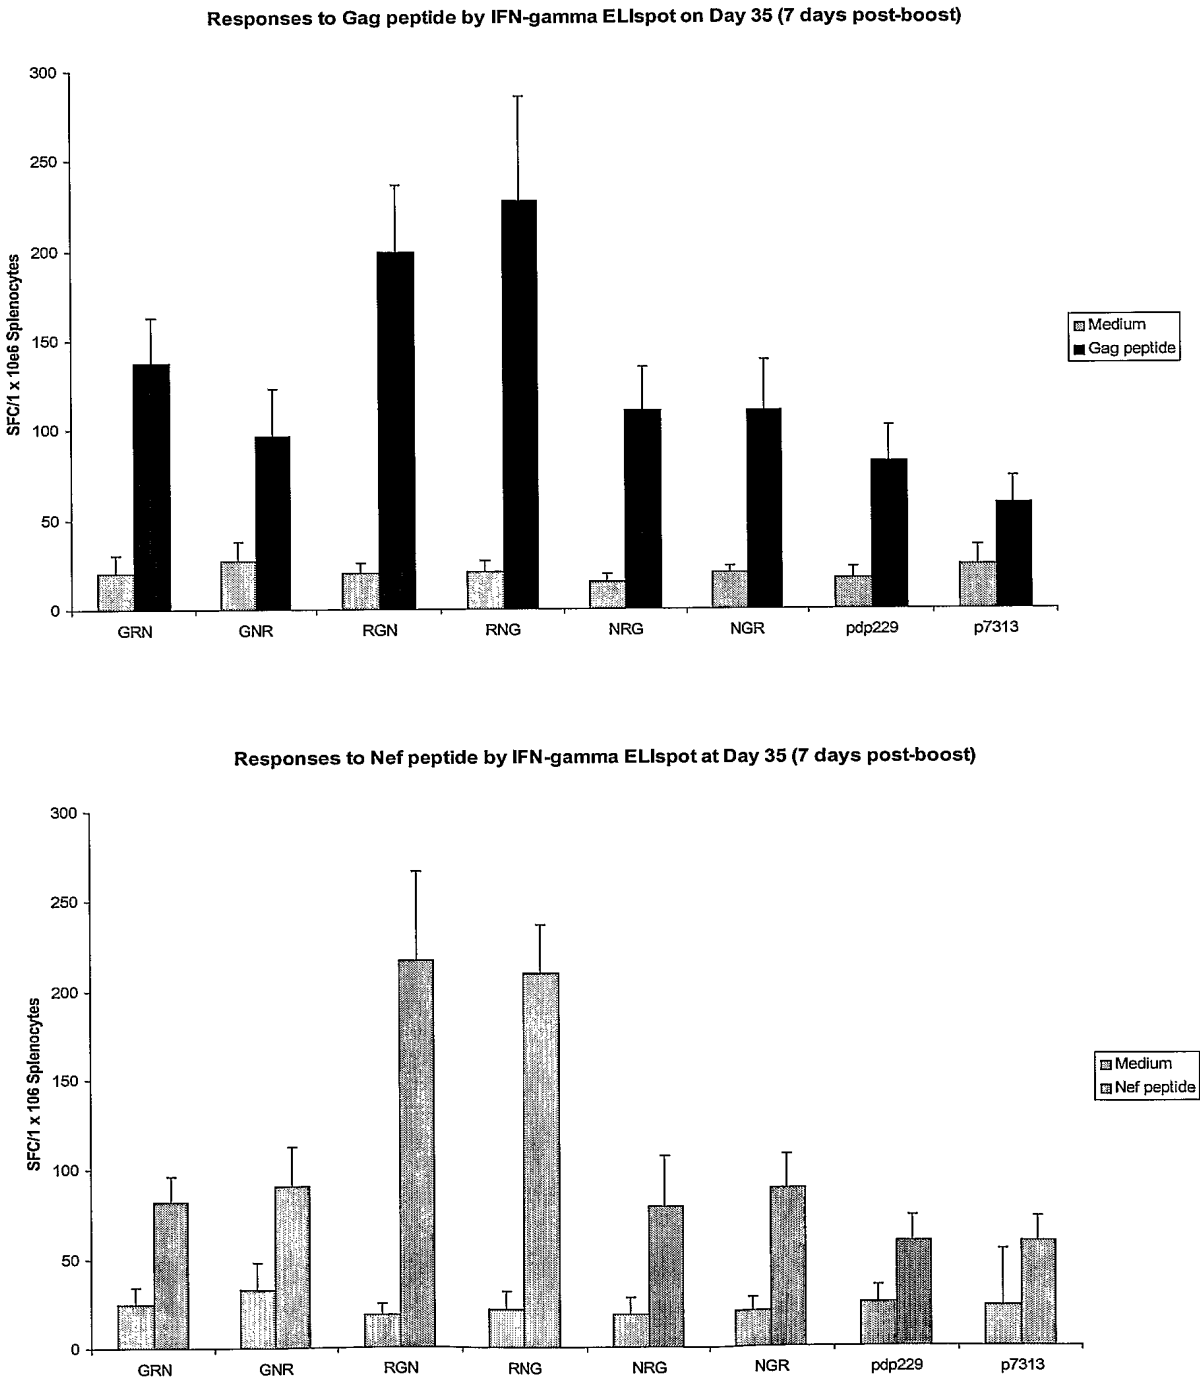 Responses to Gag peptide by IFN-gamma ELIspot on Day 35 (7 days post-boost)
300
250
200
150
100
50
0
SFC/1 x 10e6 Splenocytes
Medium
Gag peptide
GRN GNR RGN RNG NRG NGR pdp229 p7313
Responses to Nef peptide by IFN-gamma ELIspot at Day 35 (7 days post-boost)
300
250
200
150
100
50
0
SFC/1 x 106 Splenocytes
Medium
Nef peptide
GRN GNR RGN RNG NRG NGR pdp229 p7313